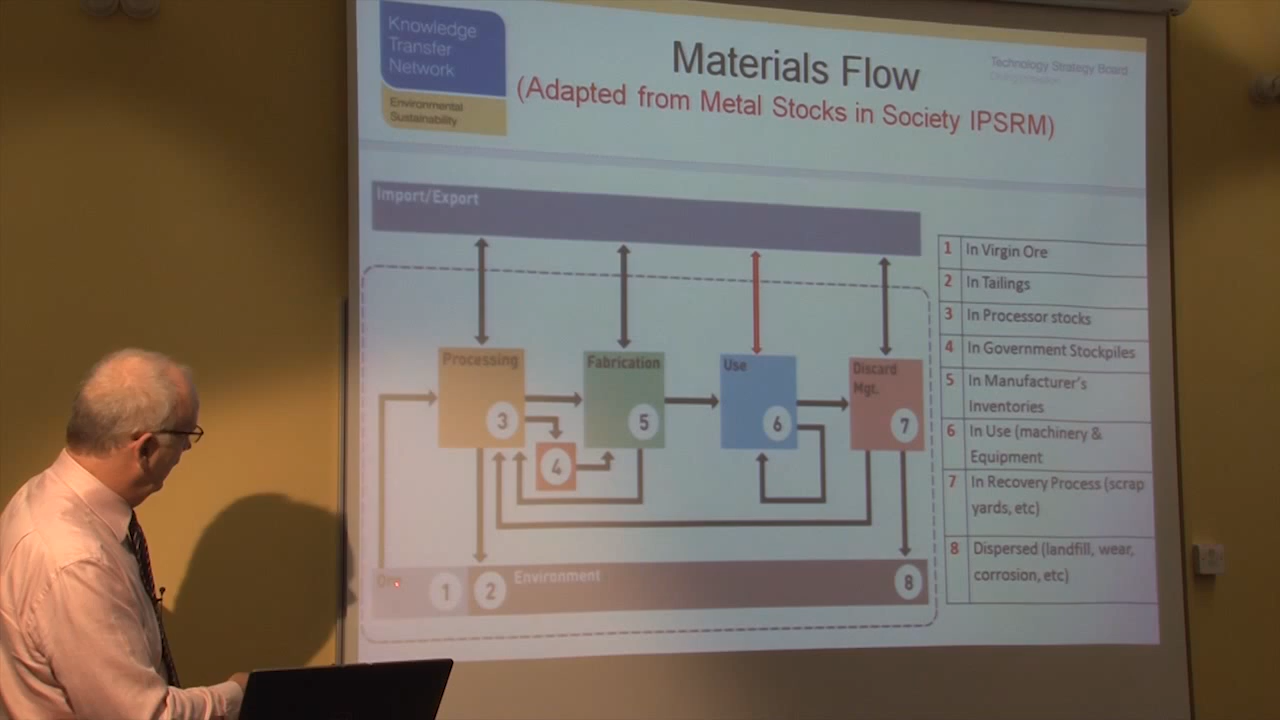 Knowledge
Transfer
Network
Environmental
Sustainability
Materials Flow
(Adapted from Metal Stocks in Society IPSRM)
Technology Strategy Board
Import/Export
Processing
3
Fabrication
5
Use
6
Discard
Mgt.
7
4
Ore
1
2
Environment
8
1 In Virgin Ore
2 In Tailings
3 In Processor stocks
4 In Government Stockpiles
5 In Manufacturer's
Inventories
6 In Use (machinery &
Equipment
7 In Recovery Process (scrap
yards, etc)
8 Dispersed (landfill, wear,
corrosion, etc)